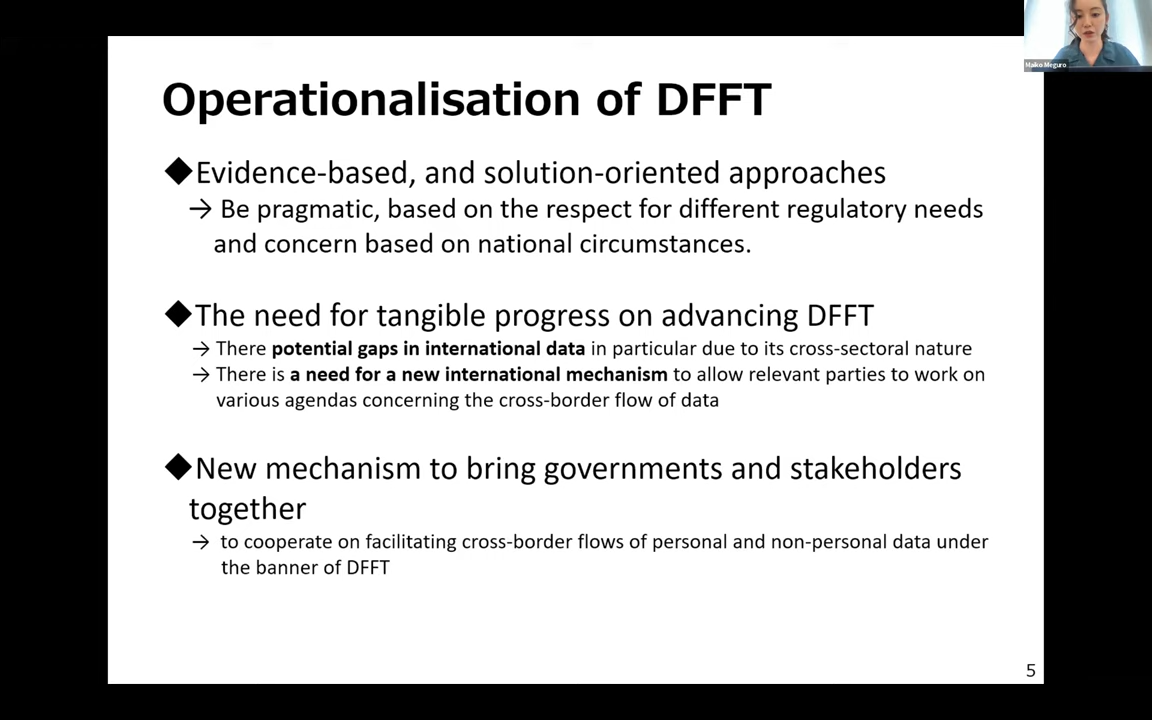 Operationalisation of DFFT
◆Evidence-based, and solution-oriented approaches
→ Be pragmatic, based on the respect for different regulatory needs
and concern based on national circumstances.
◆The need for tangible progress on advancing DFFT
→ There potential gaps in international data in particular due to its cross-sectoral nature
→ There is a need for a new international mechanism to allow relevant parties to work on
various agendas concerning the cross-border flow of data
◆New mechanism to bring governments and stakeholders
together
→ to cooperate on facilitating cross-border flows of personal and non-personal data under
the banner of DFFT
5
Maiko Meguro